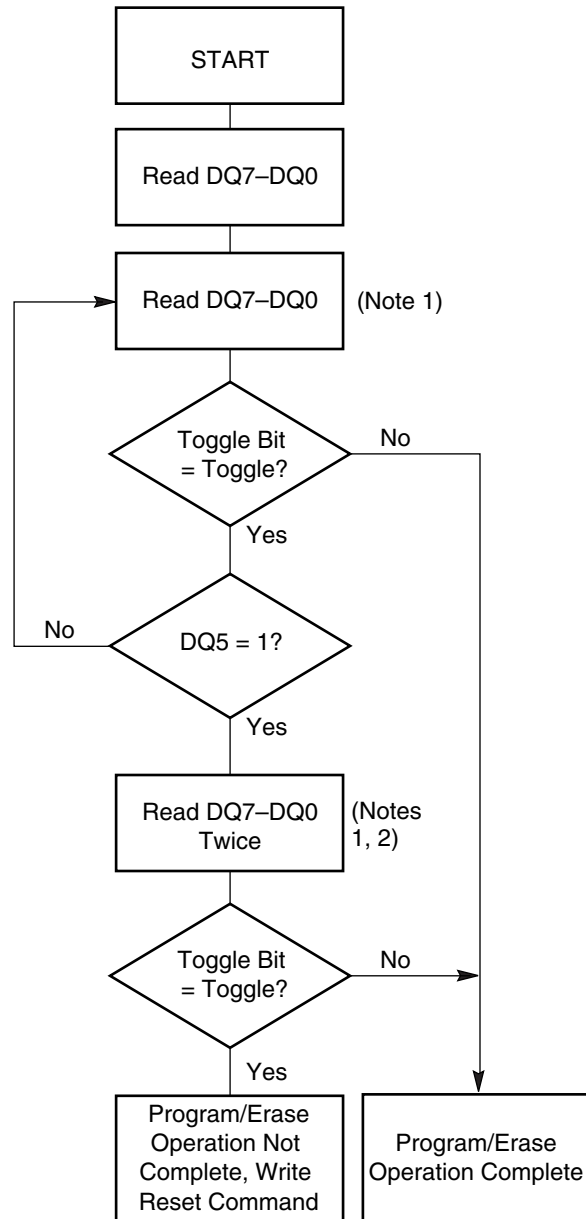 START
Read DQ7–DQ0
Read DQ7–DQ0
(Note 1)
Toggle Bit
= Toggle?
No
Yes
DQ5 = 1?
No
Yes
Read DQ7–DQ0
Twice
(Notes
1, 2)
Toggle Bit
= Toggle?
No
Yes
Program/Erase
Operation Not
Complete, Write
Reset Command
Program/Erase
Operation Complete